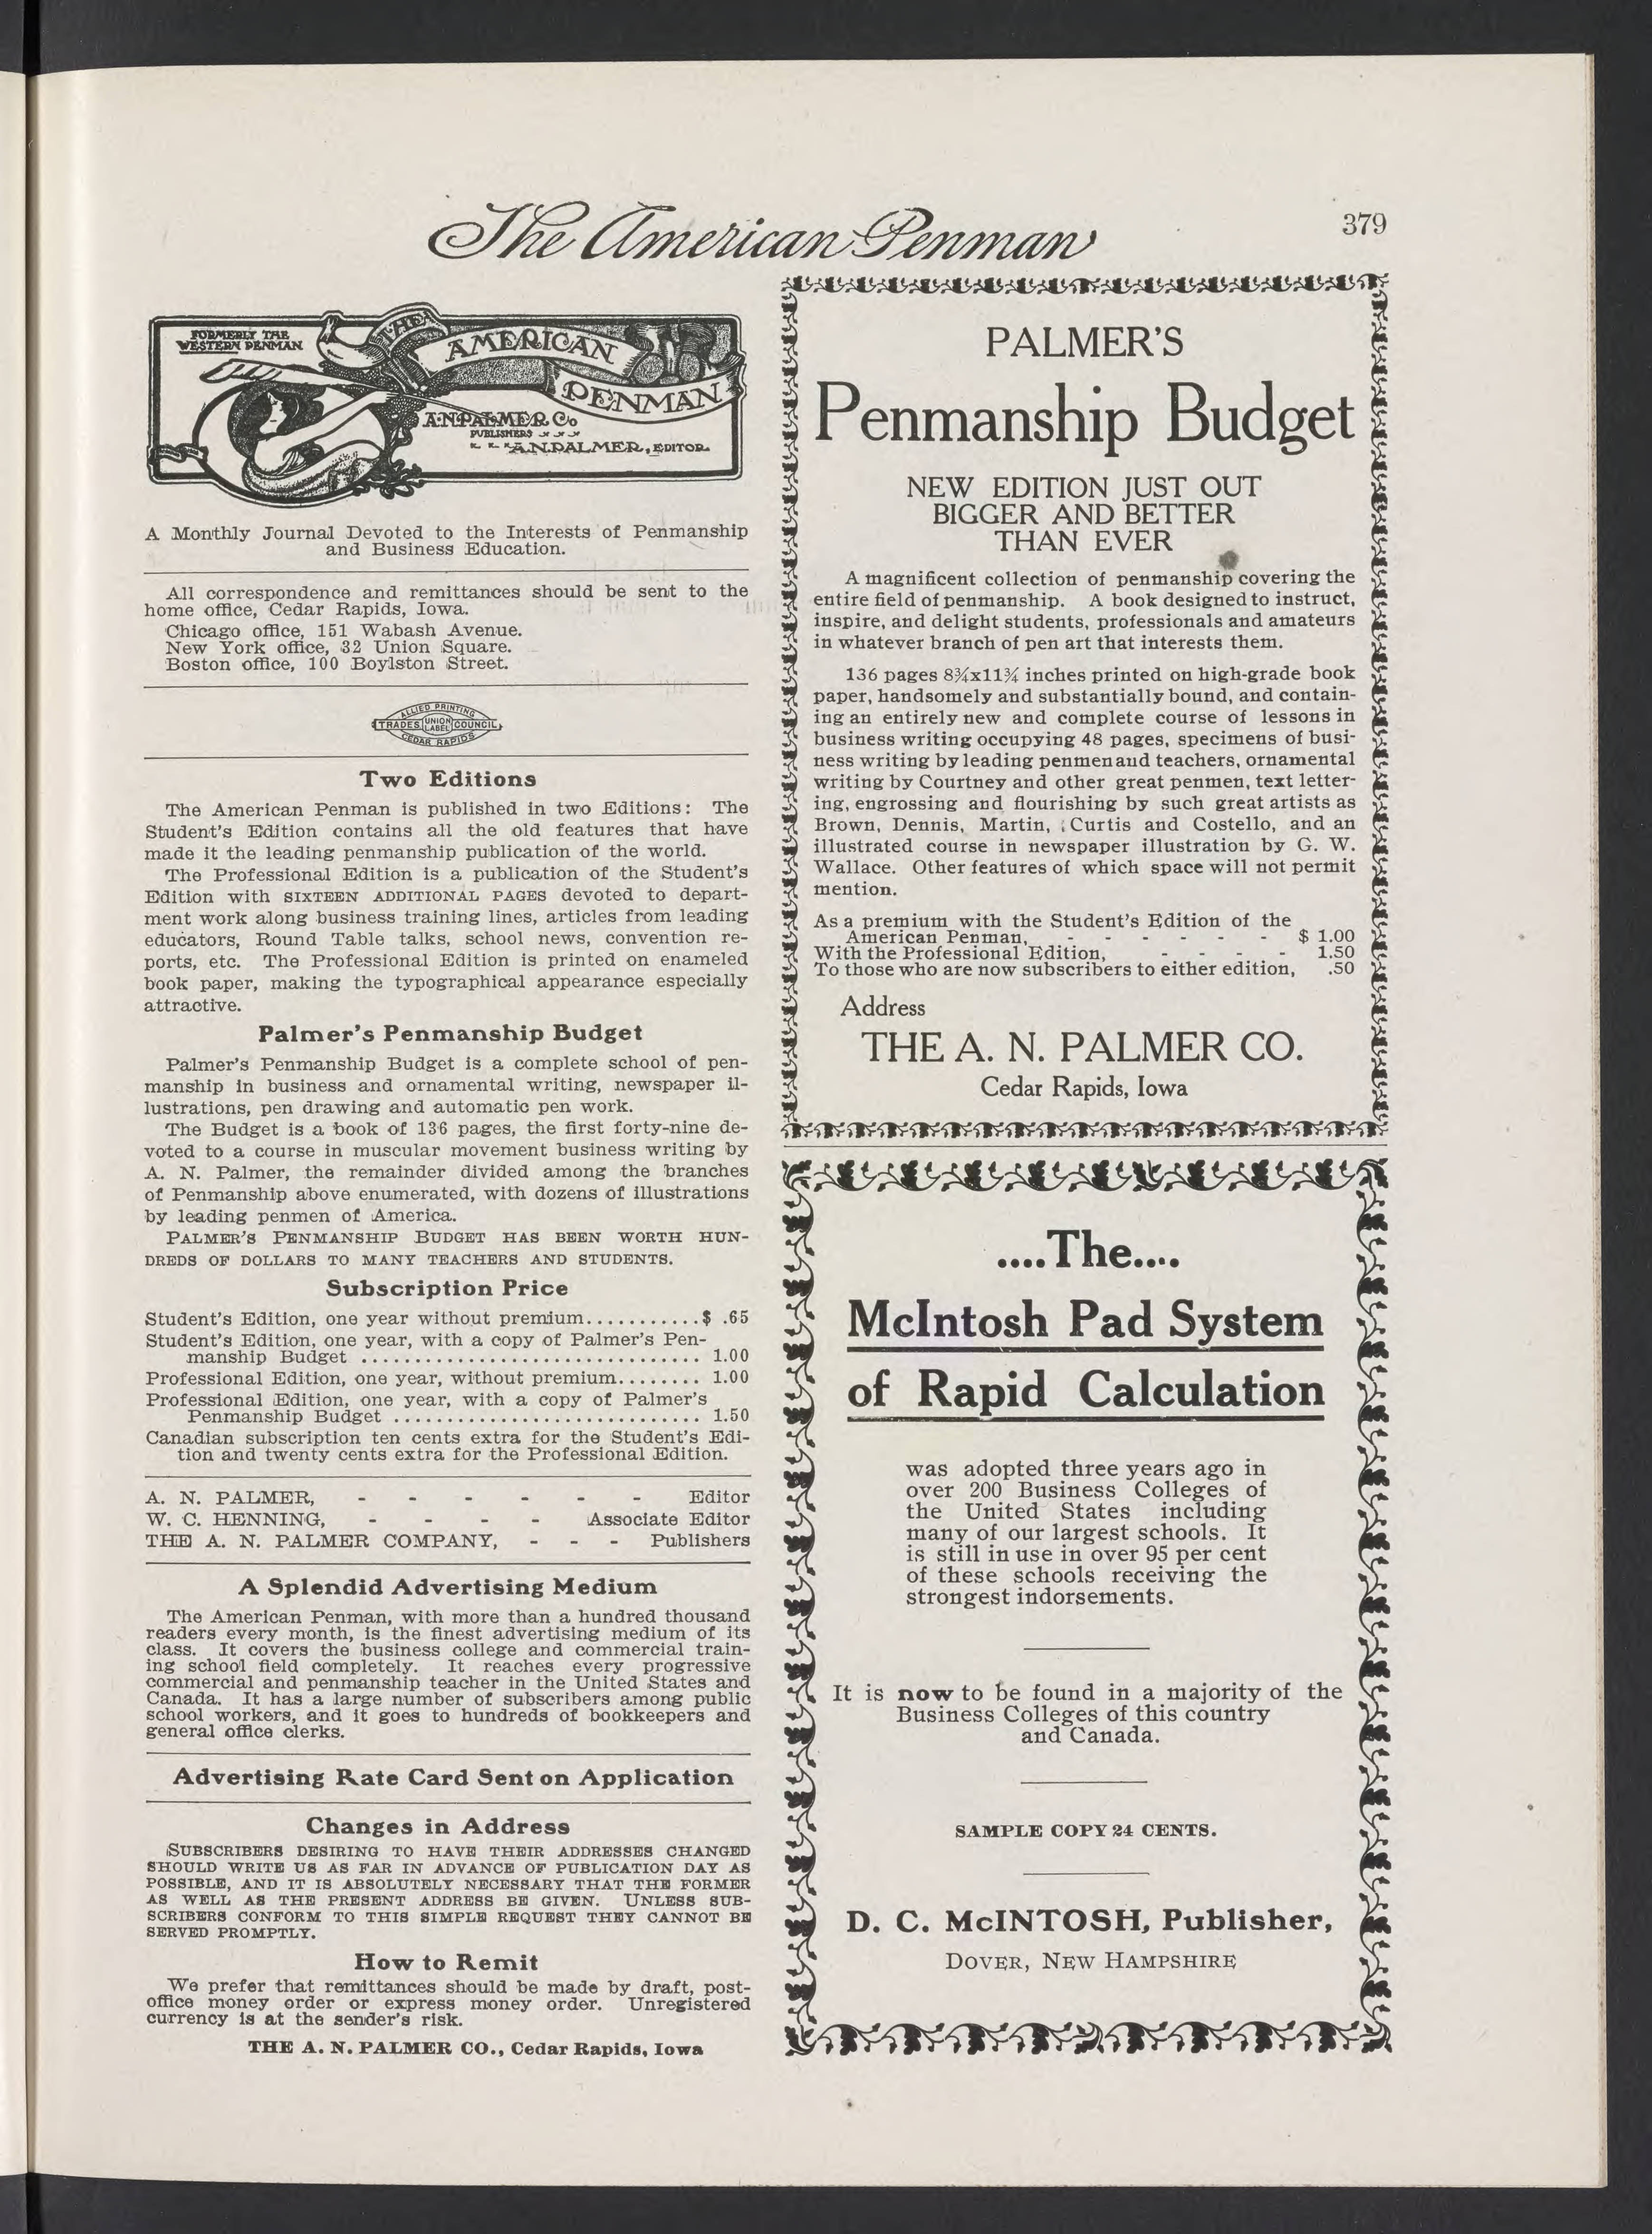 The American Penman
379
FORMERLY THE
WESTERN PENMAN
THE
AMERICAN
PENMAN
A.N. PALMER Co
PUBLISHERS
A.N. PALMER, EDITOR.
A Monthly Journal Devoted to the Interests of Penmanship
and Business Education.
All correspondence and remittances should be sent to the
home office, Cedar Rapids, Iowa.
Chicago office, 151 Wabash Avenue.
New York office, 32 Union Square.
Boston office, 100 Boylston Street.
ALLIED PRINTING
TRADES UNION LABEL COUNCIL
CEDAR RAPIDS
Two Editions
The American Penman is published in two Editions: The
Student's Edition contains all the old features that have
made it the leading penmanship publication of the world.
The Professional Edition is a publication of the Student's
Edition with SIXTEEN ADDITIONAL PAGES devoted to depart-
ment work along business training lines, articles from leading
educators, Round Table talks, school news, convention re-
ports, etc. The Professional Edition is printed on enameled
book paper, making the typographical appearance especially
attractive.
Palmer's Penmanship Budget
Palmer's Penmanship Budget is a complete school of pen-
manship in business and ornamental writing, newspaper il-
lustrations, pen drawing and automatic pen work.
The Budget is a book of 136 pages, the first forty-nine de-
voted to a course in muscular movement business writing by
A. N. Palmer, the remainder divided among the branches
of Penmanship above enumerated, with dozens of illustrations
by leading penmen of America.
PALMER'S PENMANSHIP BUDGET HAS BEEN WORTH HUN-
DREDS OF DOLLARS TO MANY TEACHERS AND STUDENTS.
Subscription Price
Student's Edition, one year without premium...........$ .65
Student's Edition, one year, with a copy of Palmer's Pen-
manship Budget ................................ 1.00
Professional Edition, one year, without premium........ 1.00
Professional Edition, one year, with a copy of Palmer's
Penmanship Budget ............................. 1.50
Canadian subscription ten cents extra for the Student's Edi-
tion and twenty cents extra for the Professional Edition.
A. N. PALMER, - - - - - - Editor
W. C. HENNING, - - - - Associate Editor
THE A. N. PALMER COMPANY, - - - Publishers
A Splendid Advertising Medium
The American Penman, with more than a hundred thousand
readers every month, is the finest advertising medium of its
class. It covers the business college and commercial train-
ing school field completely. It reaches every progressive
commercial and penmanship teacher in the United States and
Canada. It has a large number of subscribers among public
school workers, and it goes to hundreds of bookkeepers and
general office clerks.
Advertising Rate Card Sent on Application
Changes in Address
SUBSCRIBERS DESIRING TO HAVE THEIR ADDRESSES CHANGED
SHOULD WRITE US AS FAR IN ADVANCE OF PUBLICATION DAY AS
POSSIBLE, AND IT IS ABSOLUTELY NECESSARY THAT THE FORMER
AS WELL AS THE PRESENT ADDRESS BE GIVEN. UNLESS SUB-
SCRIBERS CONFORM TO THIS SIMPLE REQUEST THEY CANNOT BE
SERVED PROMPTLY.
How to Remit
We prefer that remittances should be made by draft, post-
office money order or express money order. Unregistered
currency is at the sender's risk.
THE A. N. PALMER CO., Cedar Rapids, Iowa
PALMER'S
Penmanship Budget
NEW EDITION JUST OUT
BIGGER AND BETTER
THAN EVER
A magnificent collection of penmanship covering the
entire field of penmanship. A book designed to instruct,
inspire, and delight students, professionals and amateurs
in whatever branch of pen art that interests them.
136 pages 8¾x11¾ inches printed on high-grade book
paper, handsomely and substantially bound, and contain-
ing an entirely new and complete course of lessons in
business writing occupying 48 pages, specimens of busi-
ness writing by leading penmen and teachers, ornamental
writing by Courtney and other great penmen, text letter-
ing, engrossing and flourishing by such great artists as
Brown, Dennis, Martin, Curtis and Costello, and an
illustrated course in newspaper illustration by G. W.
Wallace. Other features of which space will not permit
mention.
As a premium with the Student's Edition of the
American Penman, - - - - - - $ 1.00
With the Professional Edition, - - - - 1.50
To those who are now subscribers to either edition, .50
Address
THE A. N. PALMER CO.
Cedar Rapids, Iowa
....The....
McIntosh Pad System
of Rapid Calculation
was adopted three years ago in
over 200 Business Colleges of
the United States including
many of our largest schools. It
is still in use in over 95 per cent
of these schools receiving the
strongest indorsements.
It is now to be found in a majority of the
Business Colleges of this country
and Canada.
SAMPLE COPY 24 CENTS.
D. C. McINTOSH, Publisher,
DOVER, NEW HAMPSHIRE